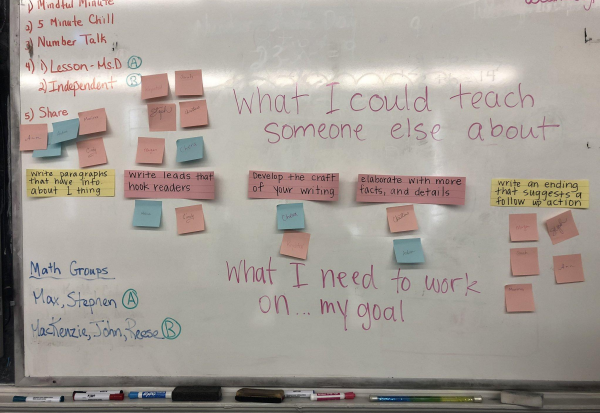 1) Mindful Minute
2) 5 Minute Chill
3) Number Talk
4) 1) Lesson - Ms.D A
2) Independent B
5) Share
What I could teach
someone else about
write paragraphs
that have info
about 1 thing
Write leads that
hook readers
Develop the craft
of your writing
elaborate with more
facts, and details
write an ending
that suggests a
follow up action
What I need to work
on... my goal
Math Groups
Max, Stephen A
MacKenzie, John, Reese B